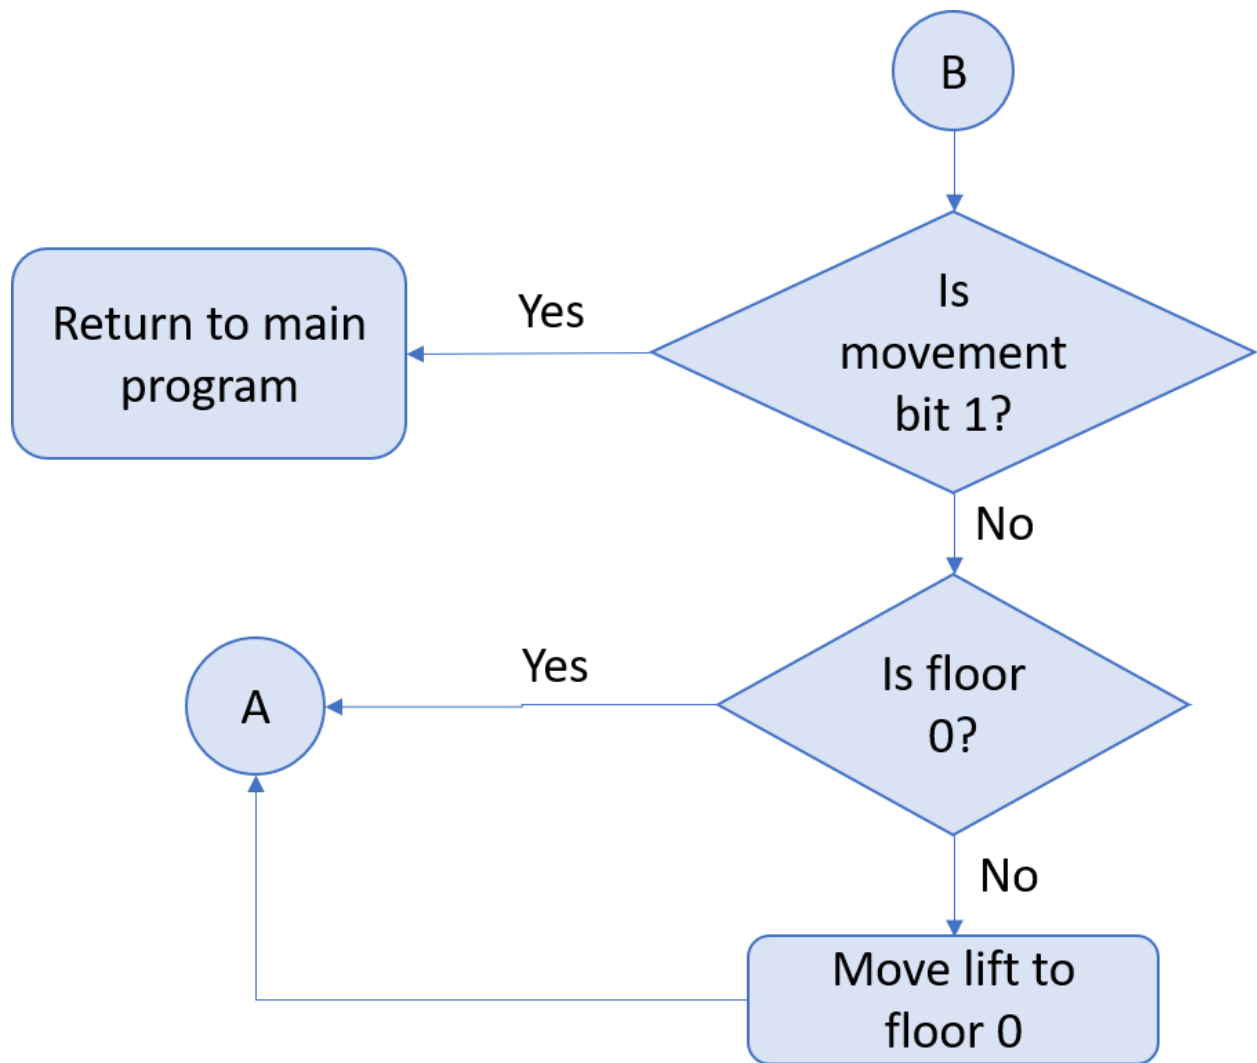 B
Is
movement
bit 1?
Yes
Return to main
program
No
Is floor
0?
Yes
A
No
Move lift to
floor 0